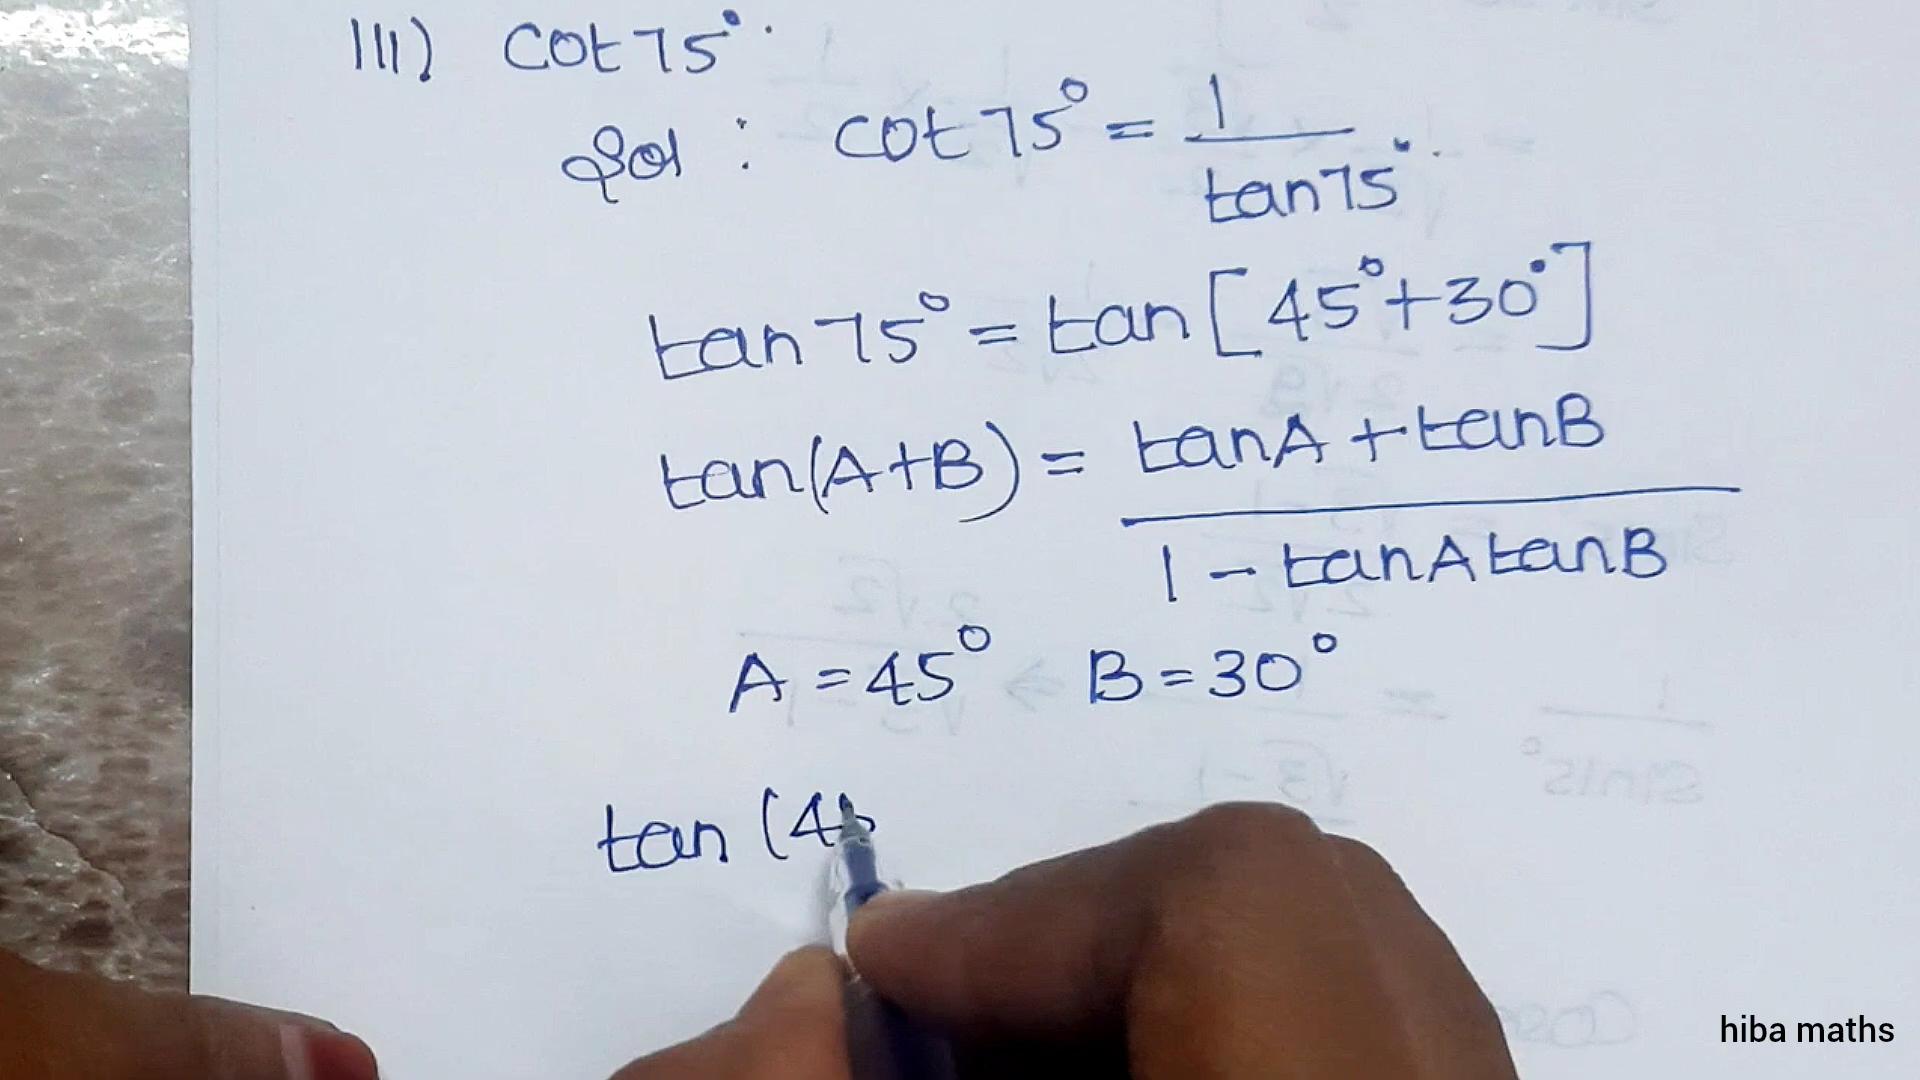 III) cot 75°.
Sol : cot 75° = 1 / tan 75°.
tan 75° = tan [45° + 30°]
tan(A+B) = tanA + tanB / 1 - tanA tanB
A = 45° B = 30°
tan (45
hiba maths